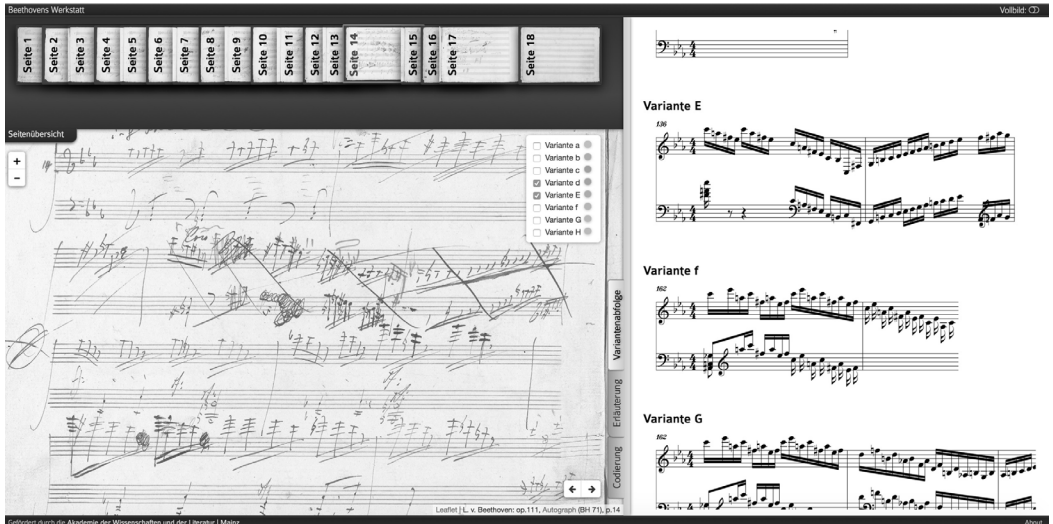 Beethovens Werkstatt
Vollbild:
Seite 1
Seite 2
Seite 3
Seite 4
Seite 5
Seite 6
Seite 7
Seite 8
Seite 9
Seite 10
Seite 11
Seite 12
Seite 13
Seite 14
Seite 15
Seite 16
Seite 17
Seite 18
Seitenübersicht
+
-
Variante a
Variante b
Variante c
Variante d
Variante E
Variante f
Variante G
Variante H
Variantenabfolge
Erläuterung
Codierung
Leaflet | L. v. Beethoven: op.111, Autograph (BH 71), p.14
Variante E
136
Variante f
162
Variante G
162
Gefördert durch die Akademie der Wissenschaften und der Literatur | Mainz
About